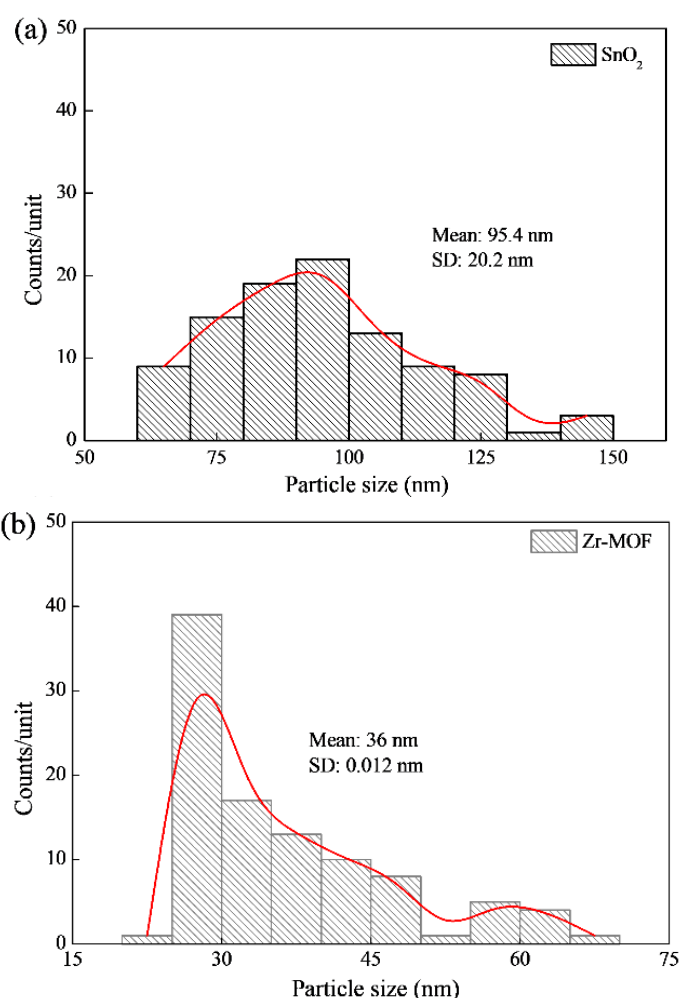 (a)
50
40
30
20
10
0
Counts/unit
SnO₂
Mean: 95.4 nm
SD: 20.2 nm
50 75 100 125 150
Particle size (nm)
(b)
50
40
30
20
10
0
Counts/unit
Zr-MOF
Mean: 36 nm
SD: 0.012 nm
15 30 45 60 75
Particle size (nm)